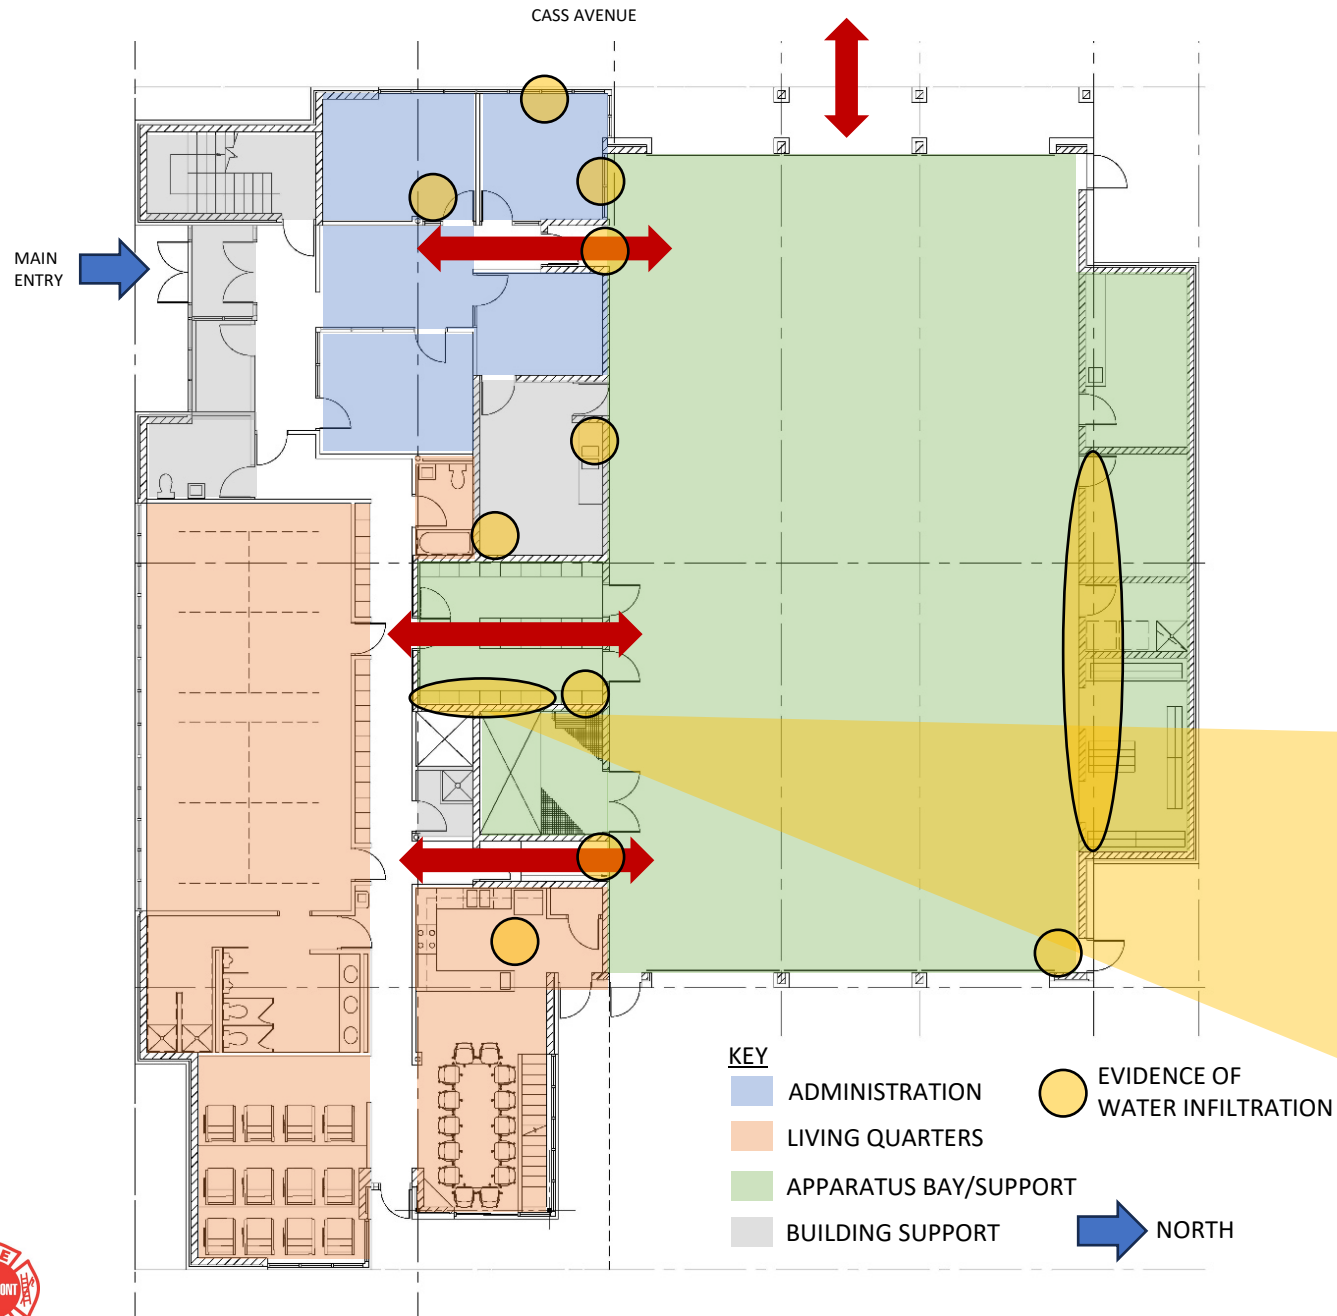 CASS AVENUE
MAIN
ENTRY
KEY
ADMINISTRATION
LIVING QUARTERS
APPARATUS BAY/SUPPORT
BUILDING SUPPORT
EVIDENCE OF
WATER INFILTRATION
NORTH